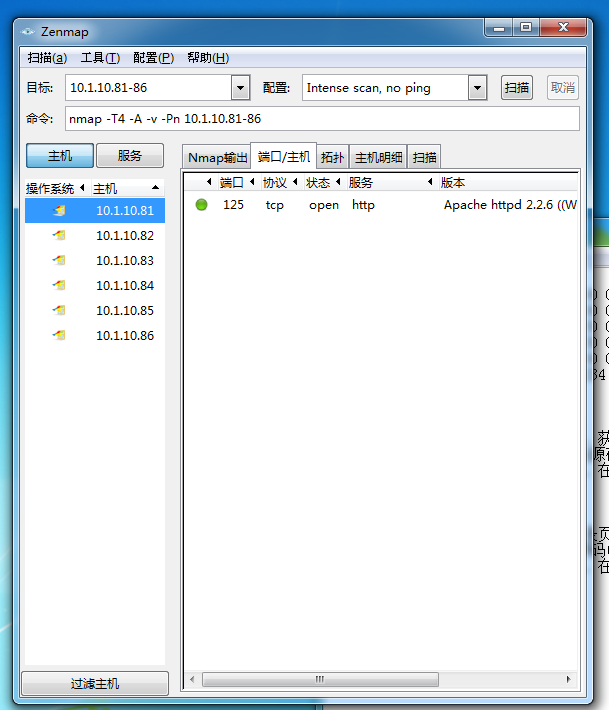 Zenmap
扫描(a) 工具(T) 配置(P) 帮助(H)
目标: 10.1.10.81-86 配置: Intense scan, no ping 扫描 取消
命令: nmap -T4 -A -v -Pn 10.1.10.81-86
主机 服务
Nmap输出 端口/主机 拓扑 主机明细 扫描
操作系统 主机
端口 协议 状态 服务 版本
10.1.10.81
125 tcp open http Apache httpd 2.2.6 ((W
10.1.10.82
10.1.10.83
10.1.10.84
10.1.10.85
10.1.10.86
过滤主机
获
在
页
在